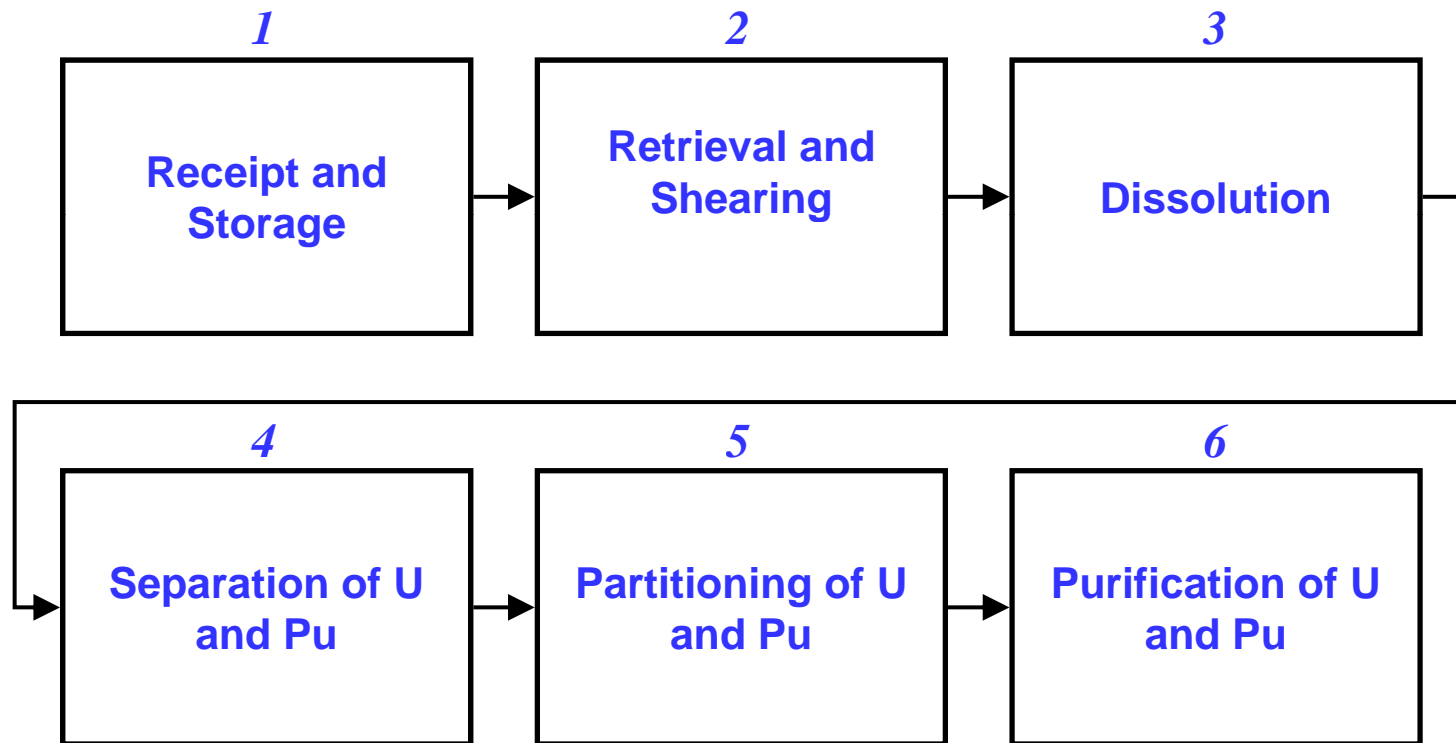 1
2
3
Receipt and
Storage
Retrieval and
Shearing
Dissolution
4
5
6
Separation of U
and Pu
Partitioning of U
and Pu
Purification of U
and Pu